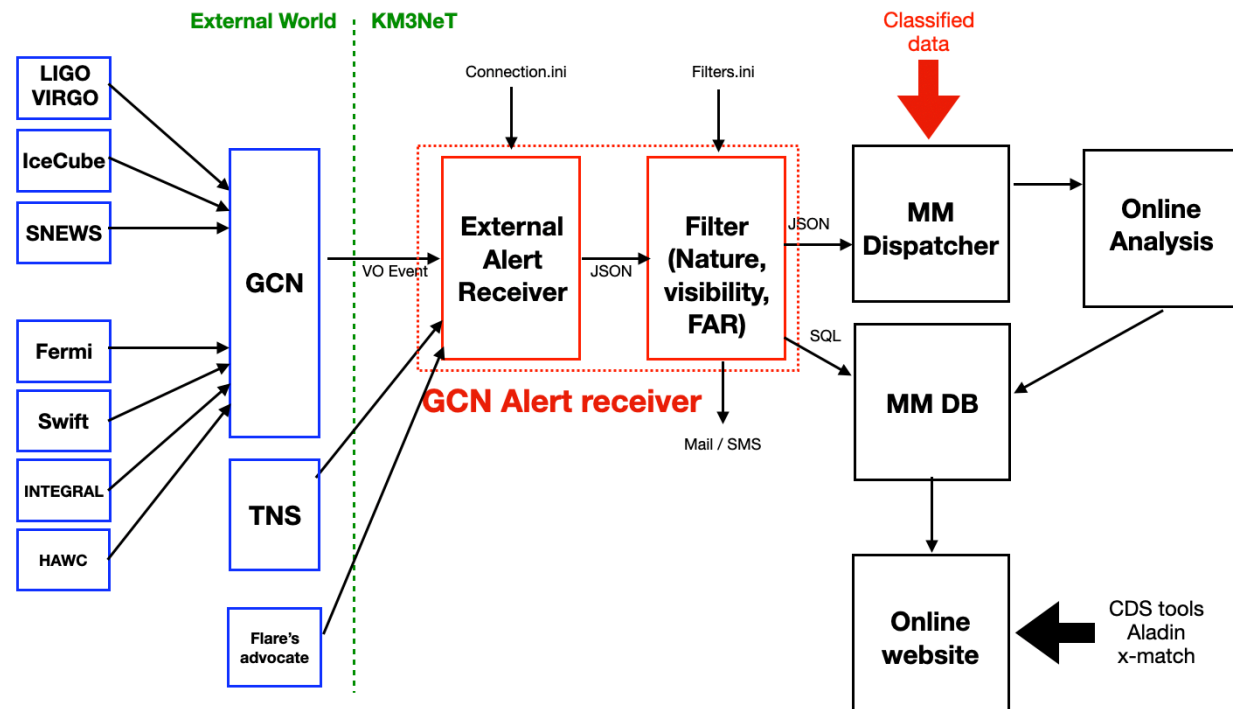 External World
KM3NeT
Classified
data
LIGO
VIRGO
IceCube
SNEWS
Fermi
Swift
INTEGRAL
HAWC
GCN
TNS
Flare's
advocate
VO Event
Connection.ini
External
Alert
Receiver
JSON
Filters.ini
Filter
(Nature,
visibility,
FAR)
GCN Alert receiver
Mail / SMS
JSON
SQL
MM
Dispatcher
Online
Analysis
MM DB
Online
website
CDS tools
Aladin
x-match